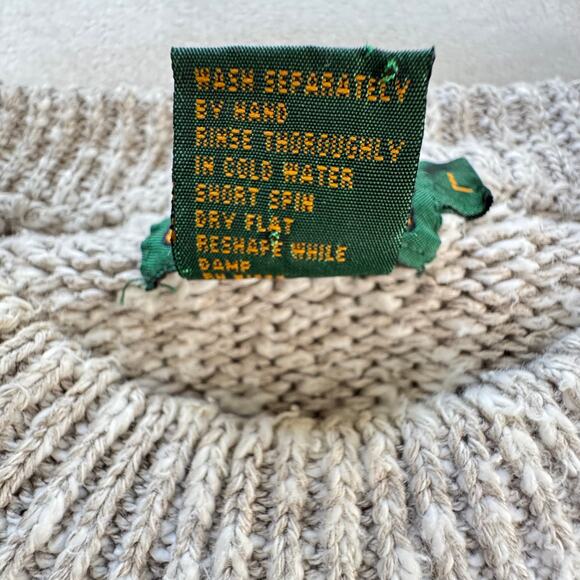 WASH SEPARATELY
BY HAND
RINSE THOROUGHLY
IN COLD WATER
SHORT SPIN
DRY FLAT
RESHAPE WHILE
DAMP
L